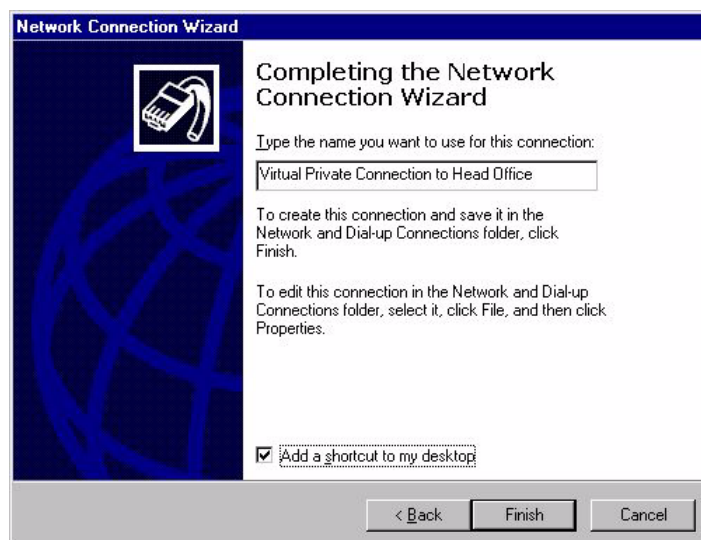 Network Connection Wizard
Completing the Network
Connection Wizard
Type the name you want to use for this connection:
Virtual Private Connection to Head Office
To create this connection and save it in the
Network and Dial-up Connections folder, click
Finish.
To edit this connection in the Network and Dial-up
Connections folder, select it, click File, and then click
Properties.
Add a shortcut to my desktop
< Back
Finish
Cancel